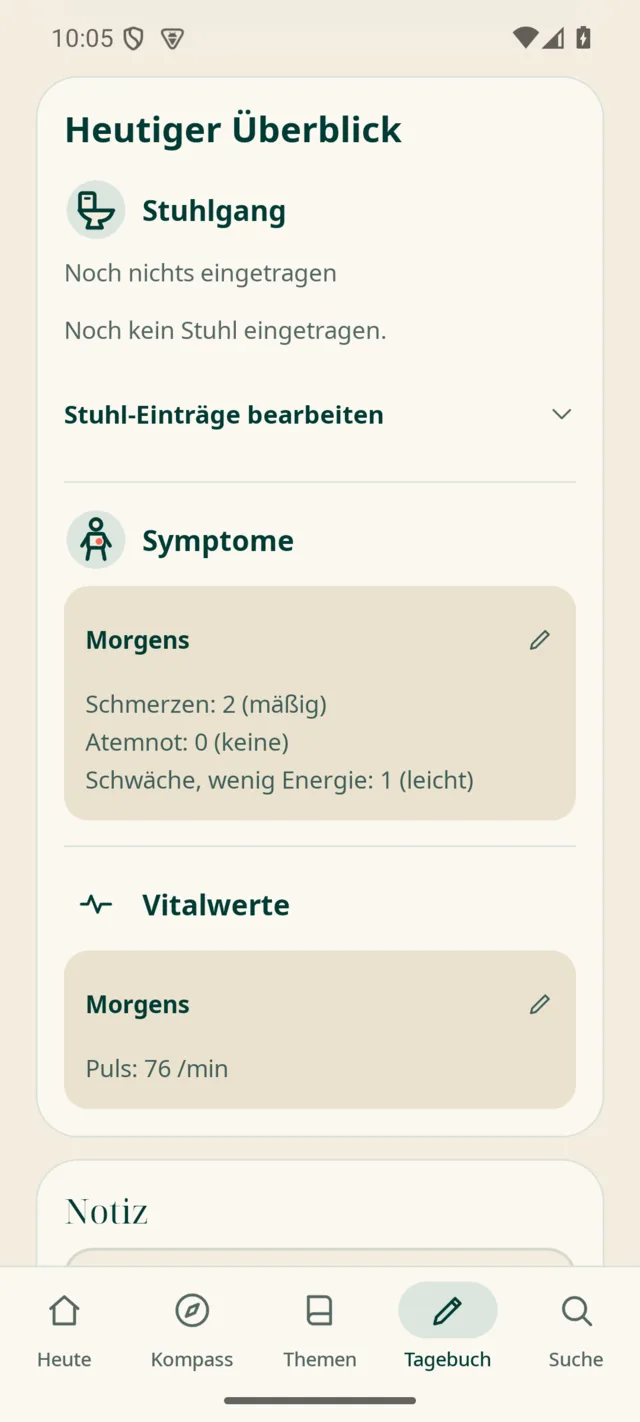 10:05
Heutiger Überblick
Stuhlgang
Noch nichts eingetragen
Noch kein Stuhl eingetragen.
Stuhl-Einträge bearbeiten
Symptome
Morgens
Schmerzen: 2 (mäßig)
Atemnot: 0 (keine)
Schwäche, wenig Energie: 1 (leicht)
Vitalwerte
Morgens
Puls: 76 /min
Notiz
Heute
Kompass
Themen
Tagebuch
Suche